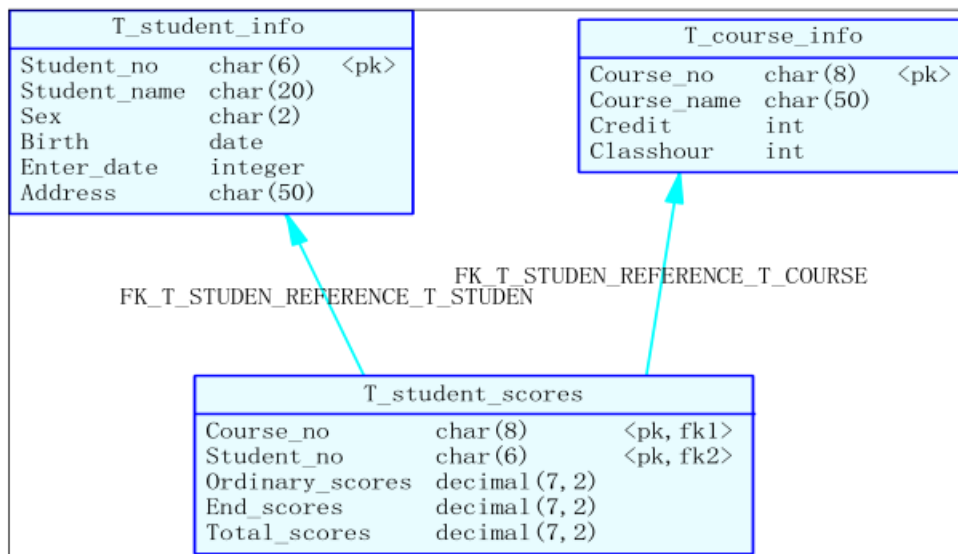 T_student_info
Student_no char(6) <pk>
Student_name char(20)
Sex char(2)
Birth date
Enter_date integer
Address char(50)
T_course_info
Course_no char(8) <pk>
Course_name char(50)
Credit int
Classhour int
FK_T_STUDEN_REFERENCE_T_COURSE
FK_T_STUDEN_REFERENCE_T_STUDEN
T_student_scores
Course_no char(8) <pk, fk1>
Student_no char(6) <pk, fk2>
Ordinary_scores decimal(7,2)
End_scores decimal(7,2)
Total_scores decimal(7,2)